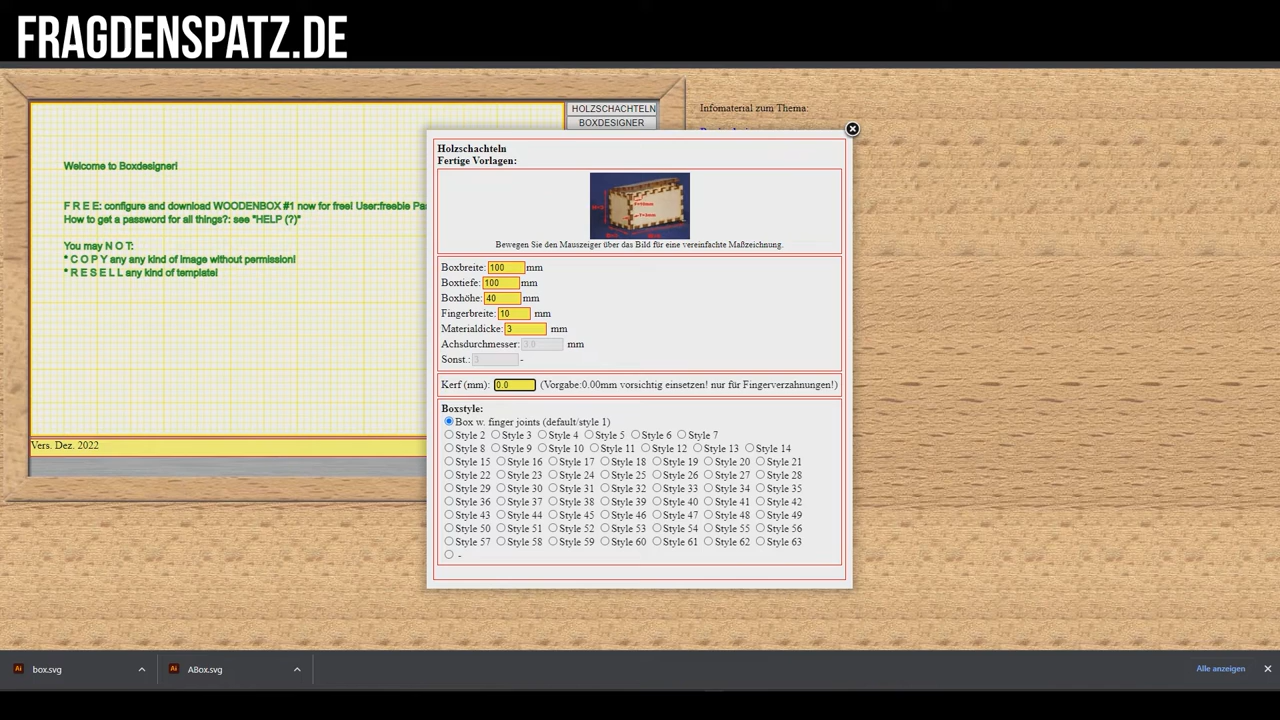 FRAGDENSPATZ.DE
HOLZSCHACHTELN
BOXDESIGNER
Infomaterial zum Thema:
Welcome to Boxdesigner!
F R E E: configure and download WOODENBOX #1 now for free! User:freebie Pa
How to get a password for all things?: see "HELP (?)"
You may N O T:
* C O P Y any any kind of image without permission!
* R E S E L L any kind of template!
Vers. Dez. 2022
Holzschachteln
Fertige Vorlagen:
Bewegen Sie den Mauszeiger über das Bild für eine vereinfachte Maßzeichnung.
Boxbreite: 100 mm
Boxtiefe: 100 mm
Boxhöhe: 40 mm
Fingerbreite: 10 mm
Materialdicke: 3 mm
Achsdurchmesser: 3.0 mm
Sonst.: 3 -
Kerf (mm): 0.0 (Vorgabe:0.00mm vorsichtig einsetzen! nur für Fingerverzahnungen!)
Boxstyle:
Box w. finger joints (default/style 1)
Style 2 Style 3 Style 4 Style 5 Style 6 Style 7
Style 8 Style 9 Style 10 Style 11 Style 12 Style 13 Style 14
Style 15 Style 16 Style 17 Style 18 Style 19 Style 20 Style 21
Style 22 Style 23 Style 24 Style 25 Style 26 Style 27 Style 28
Style 29 Style 30 Style 31 Style 32 Style 33 Style 34 Style 35
Style 36 Style 37 Style 38 Style 39 Style 40 Style 41 Style 42
Style 43 Style 44 Style 45 Style 46 Style 47 Style 48 Style 49
Style 50 Style 51 Style 52 Style 53 Style 54 Style 55 Style 56
Style 57 Style 58 Style 59 Style 60 Style 61 Style 62 Style 63
-
Ai box.svg
Ai ABox.svg
Alle anzeigen